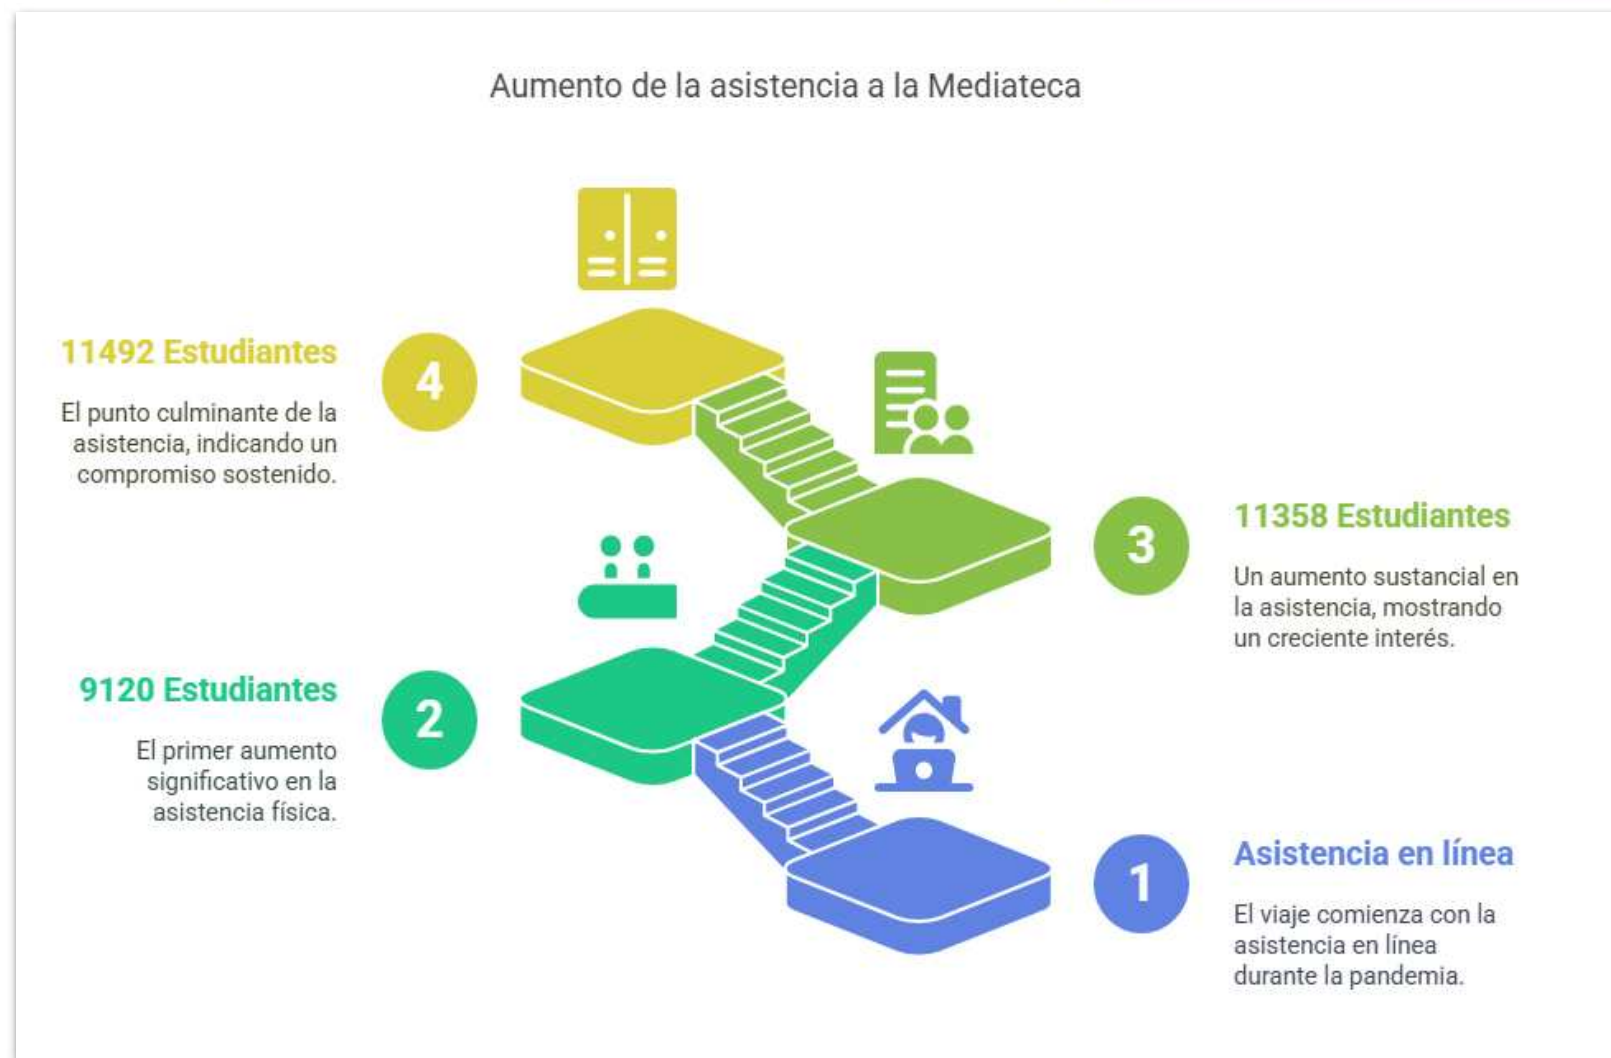 Aumento de la asistencia a la Mediateca
11492 Estudiantes
4
El punto culminante de la
asistencia, indicando un
compromiso sostenido.
11358 Estudiantes
3
Un aumento sustancial en
la asistencia, mostrando
un creciente interés.
9120 Estudiantes
2
El primer aumento
significativo en la
asistencia física.
Asistencia en línea
1
El viaje comienza con la
asistencia en línea
durante la pandemia.